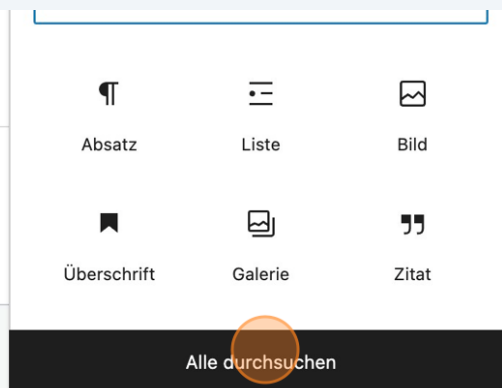 Absatz
Liste
Bild
Überschrift
Galerie
Zitat
Alle durchsuchen